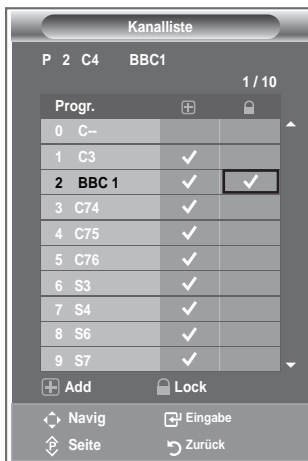 Kanalliste
P 2 C4 BBC1
1 / 10
Progr.
0 C--
1 C3
2 BBC 1
3 C74
4 C75
5 C76
6 S3
7 S4
8 S6
9 S7
Add Lock
Navig Eingabe
P Seite Zurück